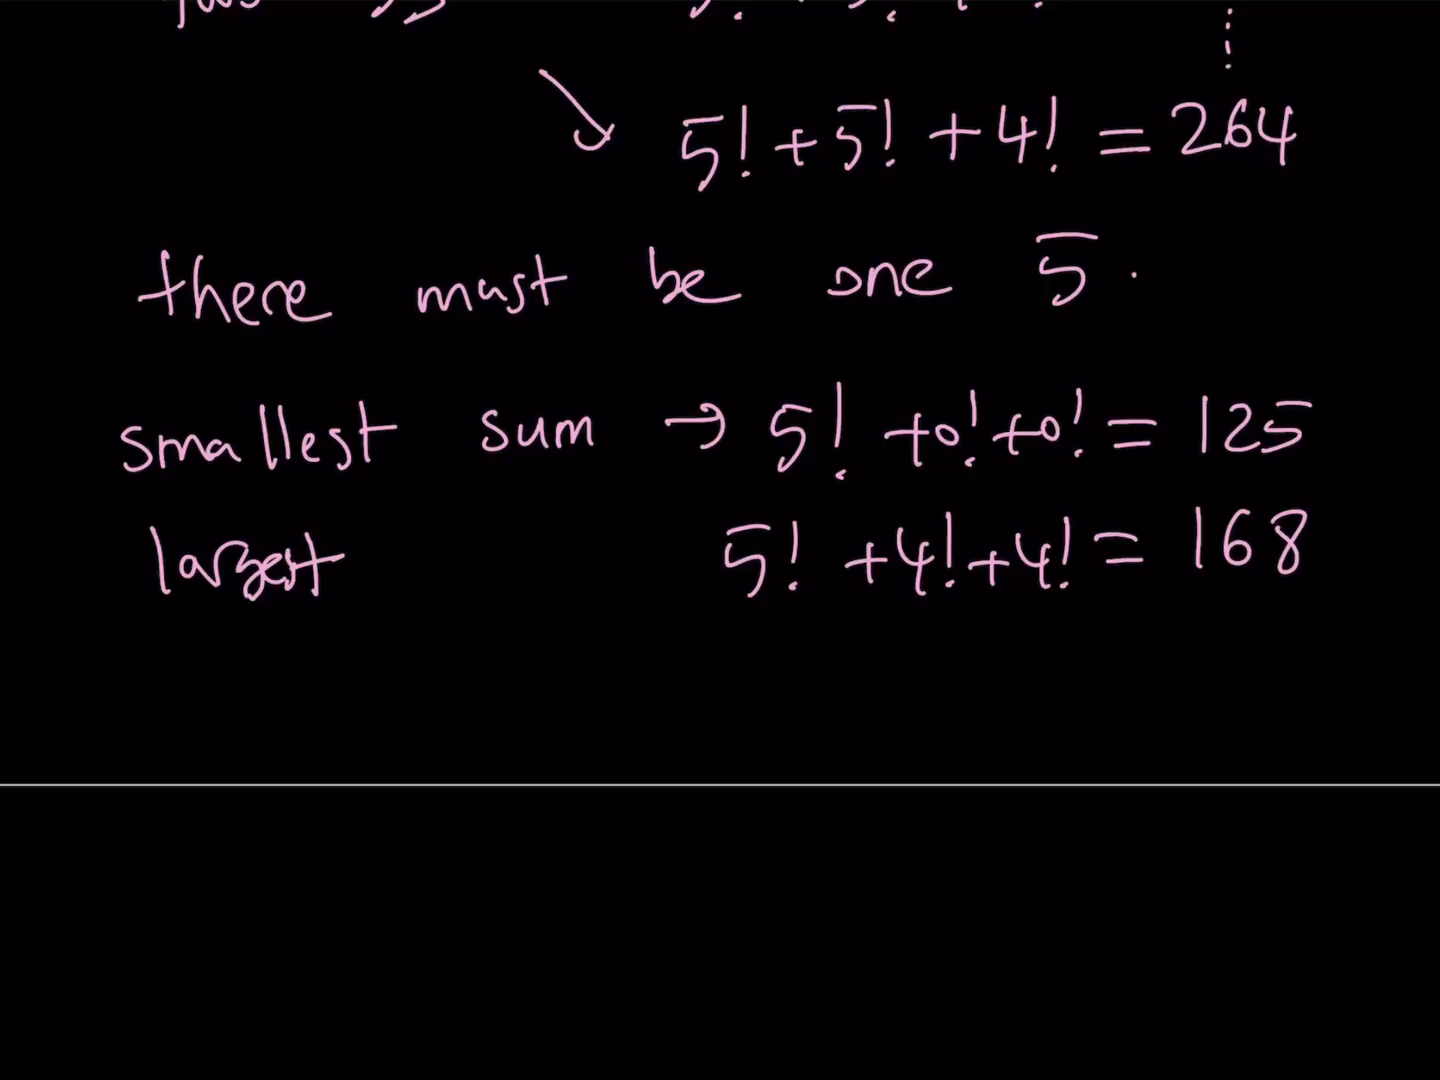 5! + 5! + 4! = 264
there must be one 5.
smallest sum → 5! + 0! + 0! = 125
largest 5! + 4! + 4! = 168